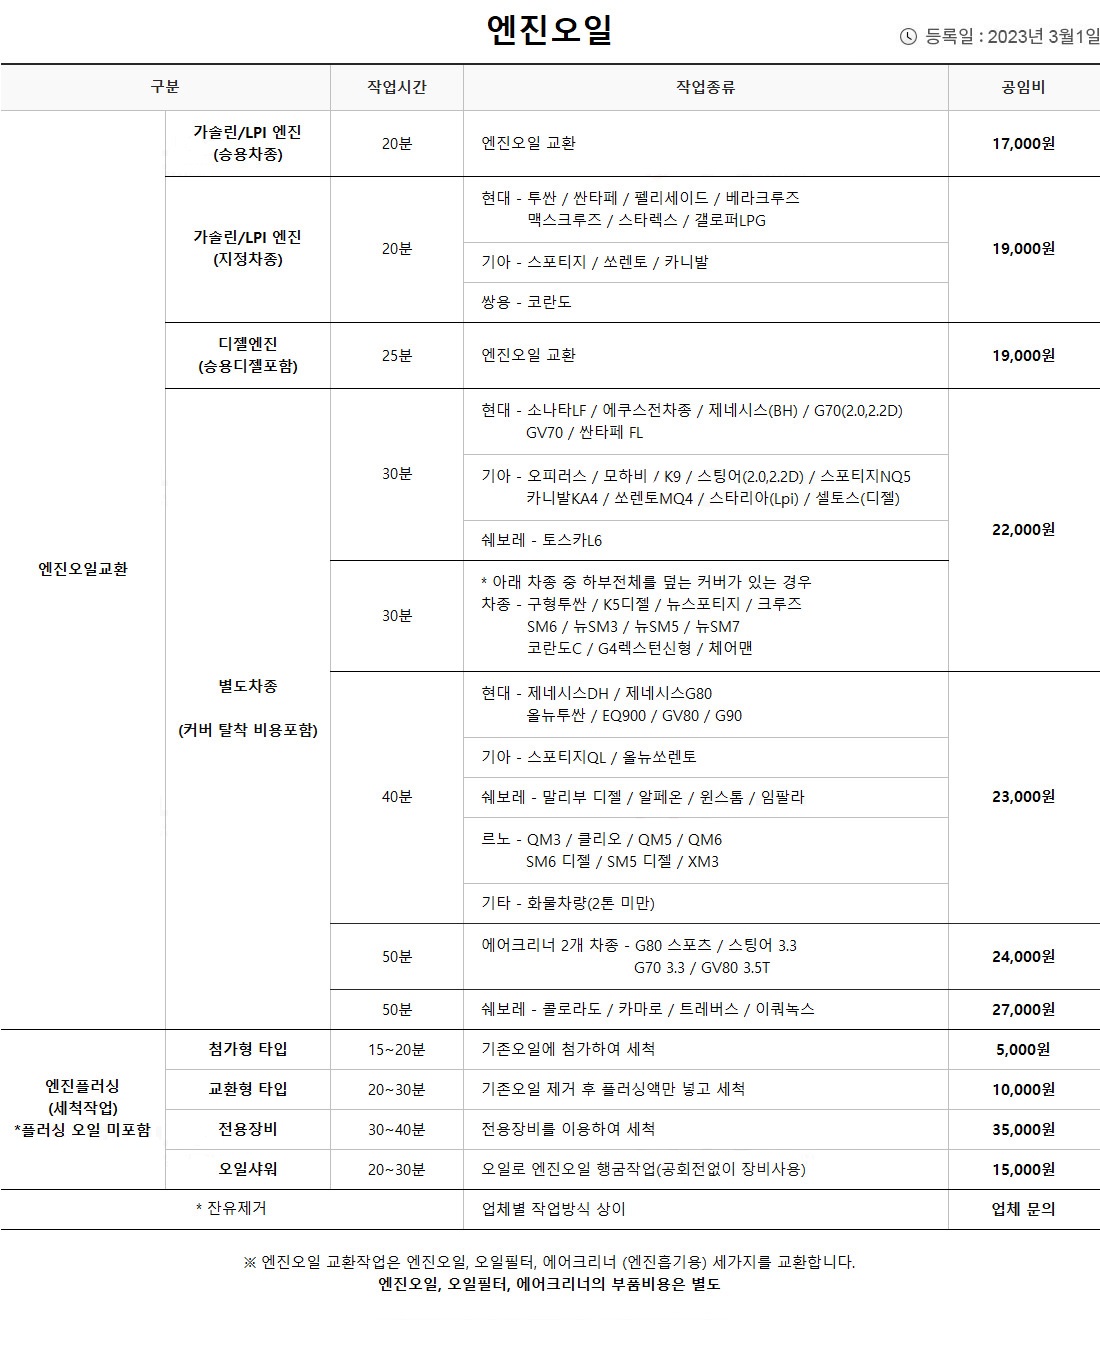 엔진오일
등록일 : 2023년 3월1일
구분 작업시간 작업종류 공임비
엔진오일교환
가솔린/LPI 엔진
(승용차종)
20분
엔진오일 교환
17,000원
가솔린/LPI 엔진
(지정차종)
20분
현대 - 투싼 / 싼타페 / 펠리세이드 / 베라크루즈
맥스크루즈 / 스타렉스 / 갤로퍼LPG
기아 - 스포티지 / 쏘렌토 / 카니발
쌍용 - 코란도
19,000원
디젤엔진
(승용디젤포함)
25분
엔진오일 교환
19,000원
별도차종
(커버 탈착 비용포함)
30분
현대 - 소나타LF / 에쿠스전차종 / 제네시스(BH) / G70(2.0,2.2D)
GV70 / 싼타페 FL
기아 - 오피러스 / 모하비 / K9 / 스팅어(2.0,2.2D) / 스포티지NQ5
카니발KA4 / 쏘렌토MQ4 / 스타리아(Lpi) / 셀토스(디젤)
쉐보레 - 토스카L6
22,000원
30분
* 아래 차종 중 하부전체를 덮는 커버가 있는 경우
차종 - 구형투싼 / K5디젤 / 뉴스포티지 / 크루즈
SM6 / 뉴SM3 / 뉴SM5 / 뉴SM7
코란도C / G4렉스턴신형 / 체어맨
40분
현대 - 제네시스DH / 제네시스G80
올뉴투싼 / EQ900 / GV80 / G90
기아 - 스포티지QL / 올뉴쏘렌토
쉐보레 - 말리부 디젤 / 알페온 / 윈스톰 / 임팔라
르노 - QM3 / 클리오 / QM5 / QM6
SM6 디젤 / SM5 디젤 / XM3
기타 - 화물차량(2톤 미만)
23,000원
50분
에어크리너 2개 차종 - G80 스포츠 / 스팅어 3.3
G70 3.3 / GV80 3.5T
24,000원
50분
쉐보레 - 콜로라도 / 카마로 / 트레버스 / 이쿼녹스
27,000원
엔진플러싱
(세척작업)
*플러싱 오일 미포함
첨가형 타입 15~20분 기존오일에 첨가하여 세척 5,000원
교환형 타입 20~30분 기존오일 제거 후 플러싱액만 넣고 세척 10,000원
전용장비 30~40분 전용장비를 이용하여 세척 35,000원
오일샤워 20~30분 오일로 엔진오일 행굼작업(공회전없이 장비사용) 15,000원
* 잔유제거 업체별 작업방식 상이 업체 문의
※ 엔진오일 교환작업은 엔진오일, 오일필터, 에어크리너 (엔진흡기용) 세가지를 교환합니다.
엔진오일, 오일필터, 에어크리너의 부품비용은 별도